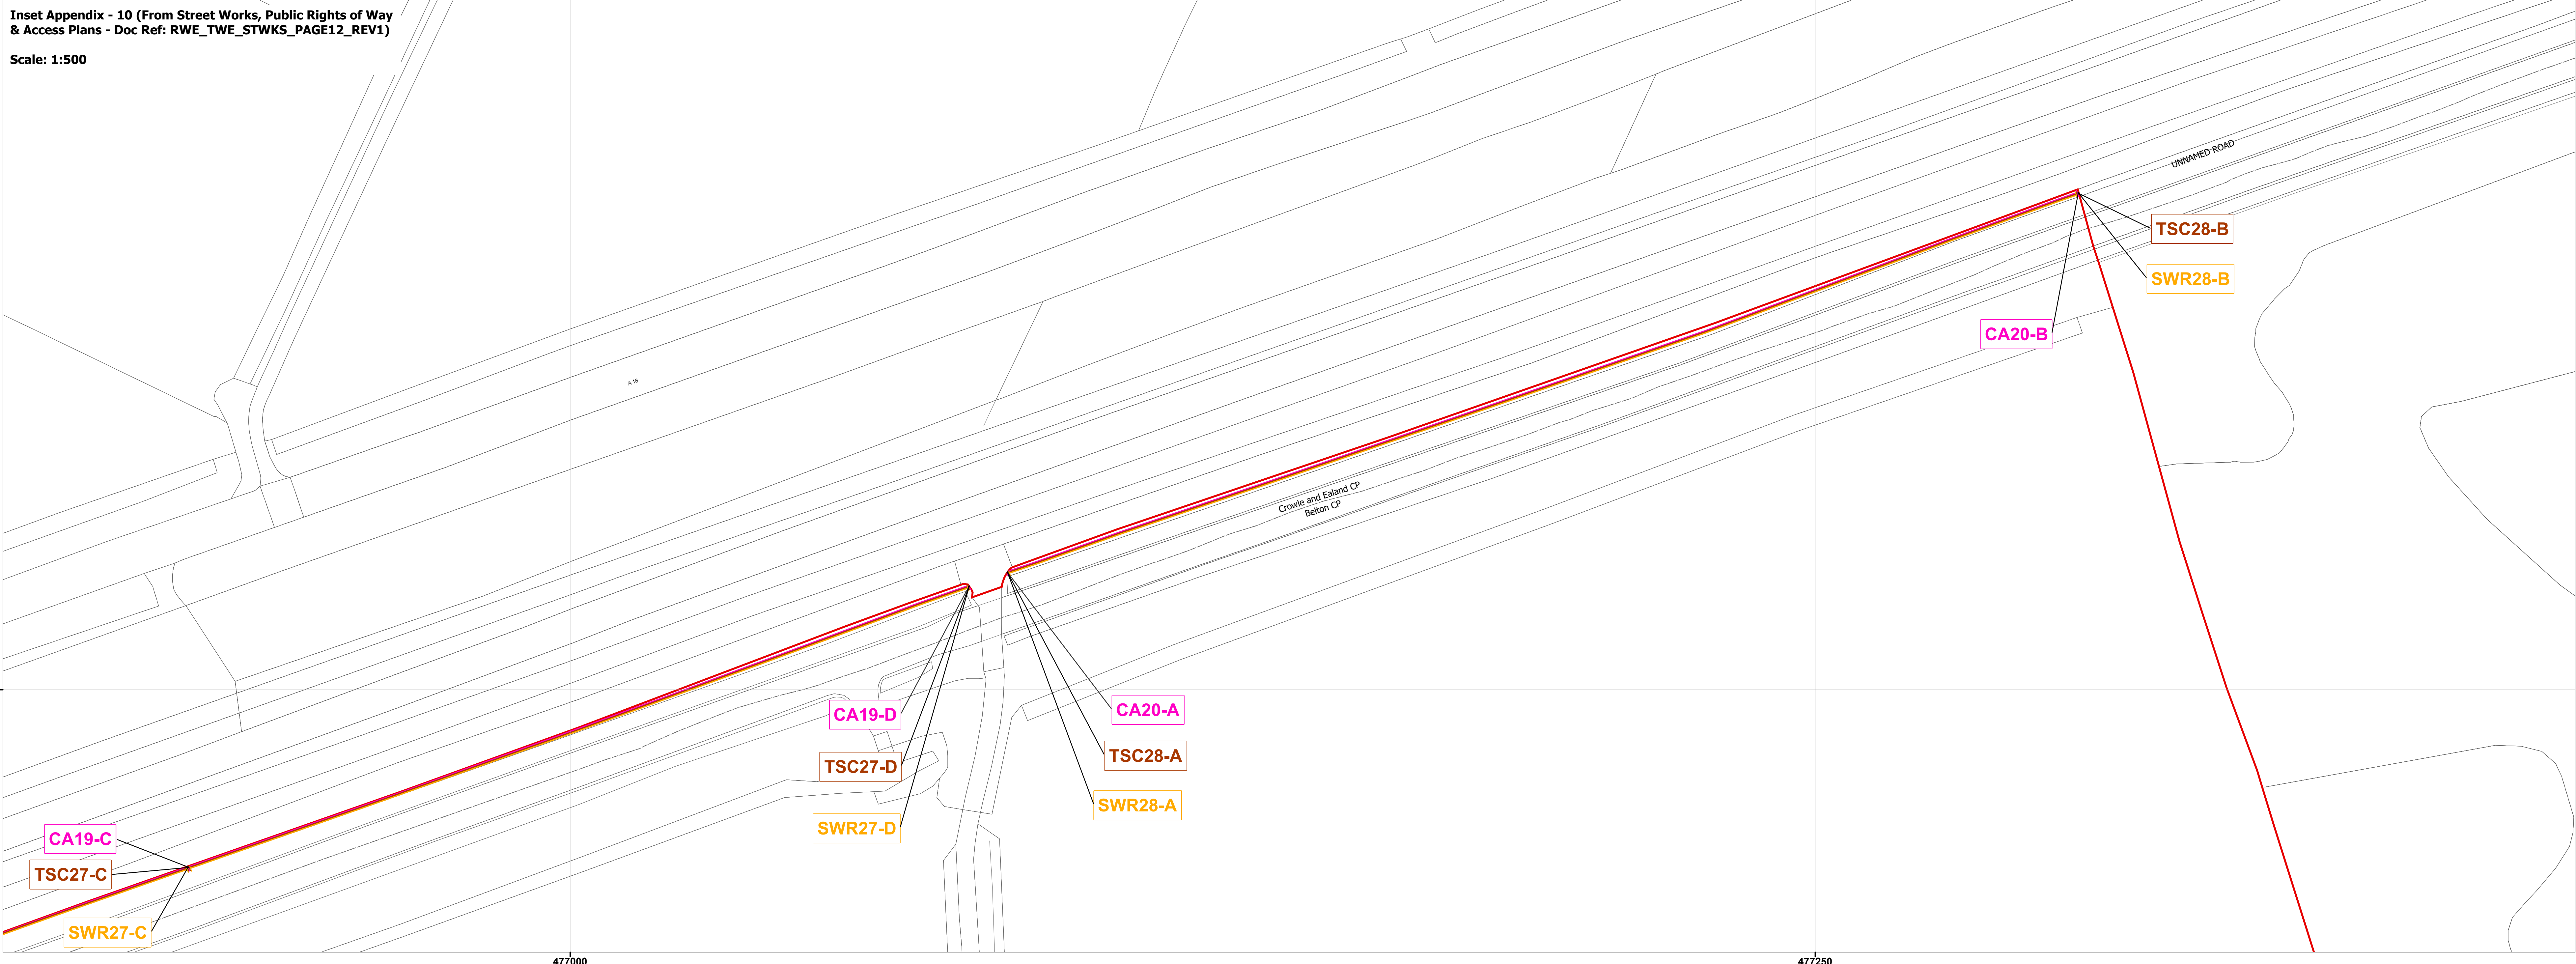 Inset Appendix - 10 (From Street Works, Public Rights of Way
& Access Plans - Doc Ref: RWE_TWE_STWKS_PAGE12_REV1)
Scale: 1:500
UNNAMED ROAD
TSC28-B
SWR28-B
CA20-B
A 18
Crowle and Ealand CP
Belton CP
CA19-D
CA20-A
TSC27-D
TSC28-A
SWR28-A
SWR27-D
CA19-C
TSC27-C
SWR27-C
477000
477250